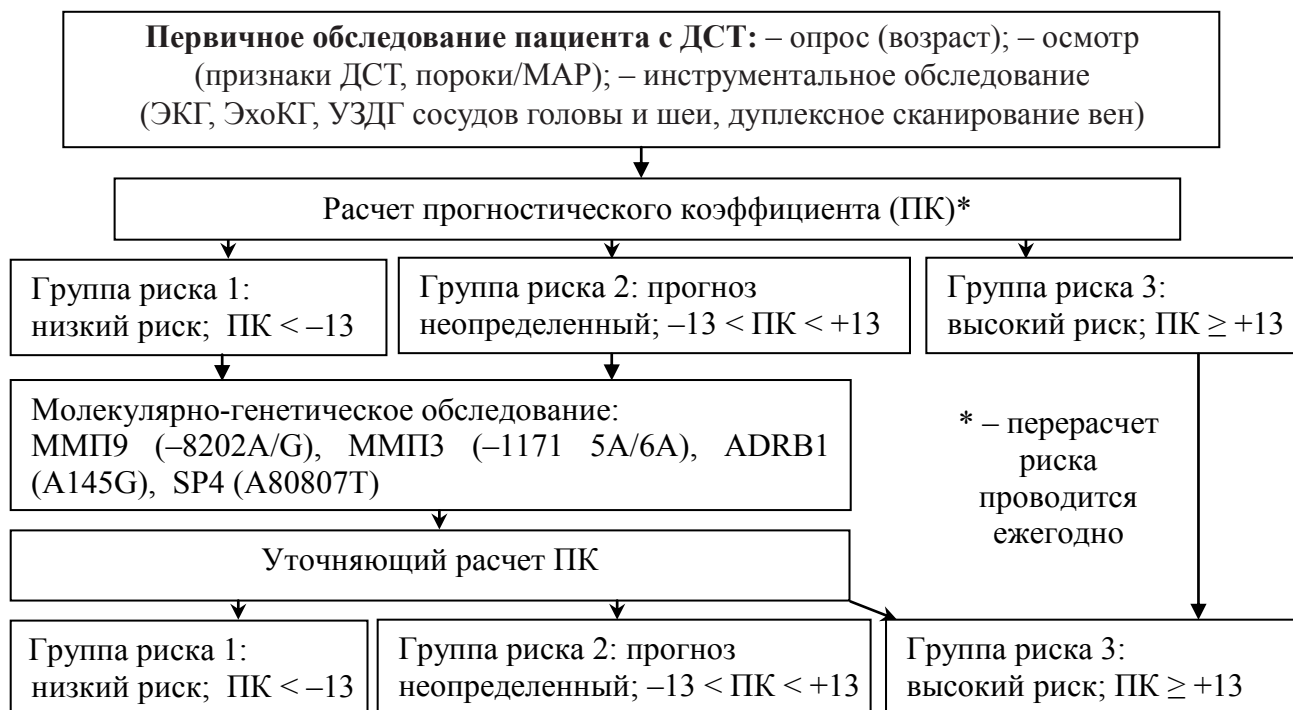 Первичное обследование пациента с ДСТ: – опрос (возраст); – осмотр
(признаки ДСТ, пороки/МАР); – инструментальное обследование
(ЭКГ, ЭхоКГ, УЗДГ сосудов головы и шеи, дуплексное сканирование вен)
Расчет прогностического коэффициента (ПК)*
Группа риска 1:
низкий риск; ПК < –13
Группа риска 2: прогноз
неопределенный; –13 < ПК < +13
Группа риска 3:
высокий риск; ПК ≥ +13
Молекулярно-генетическое обследование:
ММП9 (–8202A/G), ММП3 (–1171 5A/6A), ADRB1
(A145G), SP4 (A80807T)
* – перерасчет
риска
проводится
ежегодно
Уточняющий расчет ПК
Группа риска 1:
низкий риск; ПК < –13
Группа риска 2: прогноз
неопределенный; –13 < ПК < +13
Группа риска 3:
высокий риск; ПК ≥ +13